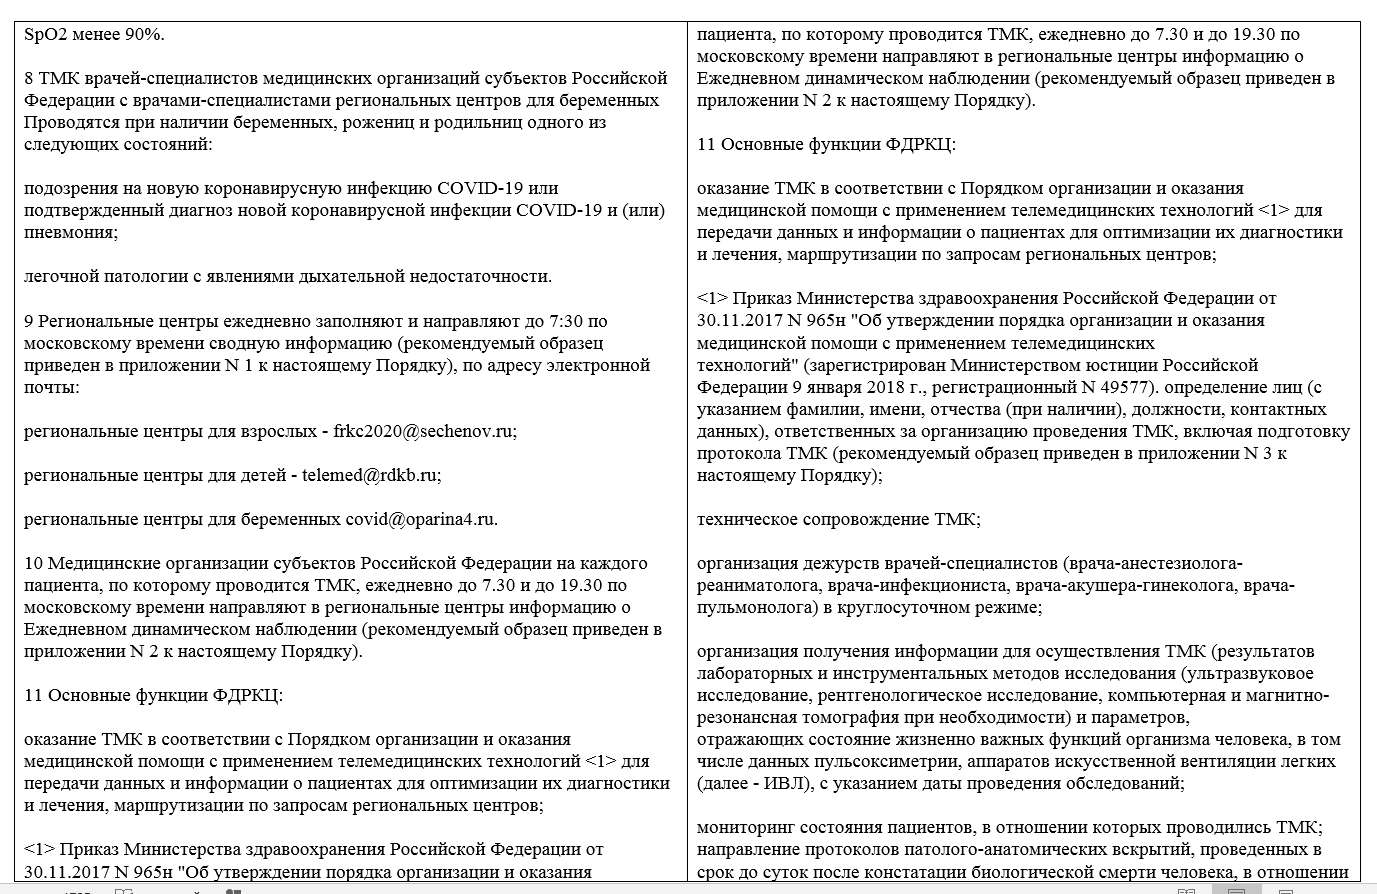 SpO2 менее 90%.
8 ТМК врачей-специалистов медицинских организаций субъектов Российской
Федерации с врачами-специалистами региональных центров для беременных
Проводятся при наличии беременных, рожениц и родильниц одного из
следующих состояний:
подозрения на новую коронавирусную инфекцию COVID-19 или
подтвержденный диагноз новой коронавирусной инфекции COVID-19 и (или)
пневмония;
легочной патологии с явлениями дыхательной недостаточности.
9 Региональные центры ежедневно заполняют и направляют до 7:30 по
московскому времени сводную информацию (рекомендуемый образец
приведен в приложении N 1 к настоящему Порядку), по адресу электронной
почты:
региональные центры для взрослых - frkc2020@sechenov.ru;
региональные центры для детей - telemed@rdkb.ru;
региональные центры для беременных covid@oparina4.ru.
10 Медицинские организации субъектов Российской Федерации на каждого
пациента, по которому проводится ТМК, ежедневно до 7.30 и до 19.30 по
московскому времени направляют в региональные центры информацию о
Ежедневном динамическом наблюдении (рекомендуемый образец приведен в
приложении N 2 к настоящему Порядку).
11 Основные функции ФДРКЦ:
оказание ТМК в соответствии с Порядком организации и оказания
медицинской помощи с применением телемедицинских технологий <1> для
передачи данных и информации о пациентах для оптимизации их диагностики
и лечения, маршрутизации по запросам региональных центров;
<1> Приказ Министерства здравоохранения Российской Федерации от
30.11.2017 N 965н "Об утверждении порядка организации и оказания
пациента, по которому проводится ТМК, ежедневно до 7.30 и до 19.30 по
московскому времени направляют в региональные центры информацию о
Ежедневном динамическом наблюдении (рекомендуемый образец приведен в
приложении N 2 к настоящему Порядку).
11 Основные функции ФДРКЦ:
оказание ТМК в соответствии с Порядком организации и оказания
медицинской помощи с применением телемедицинских технологий <1> для
передачи данных и информации о пациентах для оптимизации их диагностики
и лечения, маршрутизации по запросам региональных центров;
<1> Приказ Министерства здравоохранения Российской Федерации от
30.11.2017 N 965н "Об утверждении порядка организации и оказания
медицинской помощи с применением телемедицинских
технологий" (зарегистрирован Министерством юстиции Российской
Федерации 9 января 2018 г., регистрационный N 49577). определение лиц (с
указанием фамилии, имени, отчества (при наличии), должности, контактных
данных), ответственных за организацию проведения ТМК, включая подготовку
протокола ТМК (рекомендуемый образец приведен в приложении N 3 к
настоящему Порядку);
техническое сопровождение ТМК;
организация дежурств врачей-специалистов (врача-анестезиолога-
реаниматолога, врача-инфекциониста, врача-акушера-гинеколога, врача-
пульмонолога) в круглосуточном режиме;
организация получения информации для осуществления ТМК (результатов
лабораторных и инструментальных методов исследования (ультразвуковое
исследование, рентгенологическое исследование, компьютерная и магнитно-
резонансная томография при необходимости) и параметров,
отражающих состояние жизненно важных функций организма человека, в том
числе данных пульсоксиметрии, аппаратов искусственной вентиляции легких
(далее - ИВЛ), с указанием даты проведения обследований;
мониторинг состояния пациентов, в отношении которых проводились ТМК;
направление протоколов патолого-анатомических вскрытий, проведенных в
срок до суток после констатации биологической смерти человека, в отношении